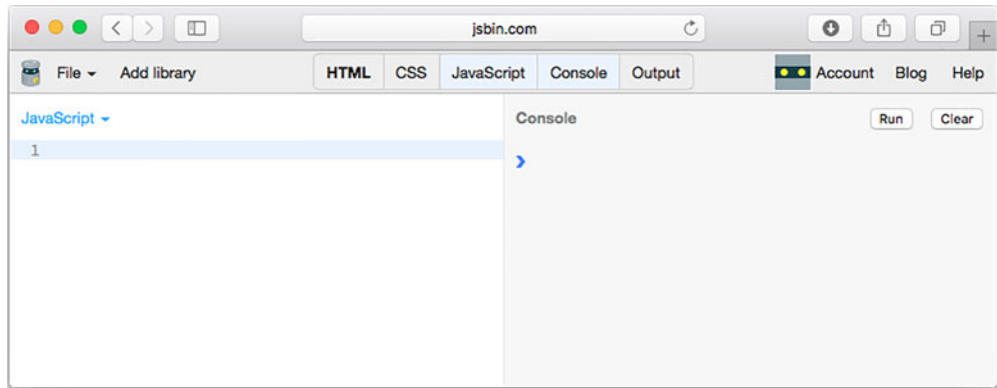 jsbin.com
File Add library HTML CSS JavaScript Console Output Account Blog Help
JavaScript Console Run Clear
1